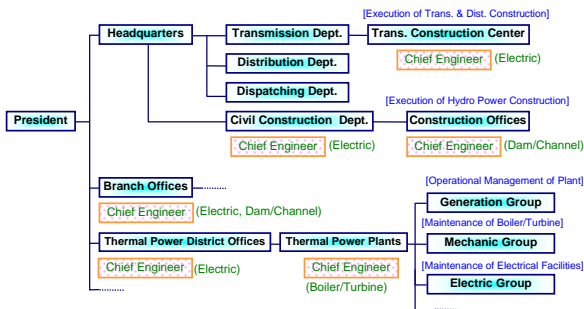 [Execution of Trans. & Dist. Construction]
Headquarters
Transmission Dept.
Trans. Construction Center
Chief Engineer (Electric)
Distribution Dept.
Dispatching Dept.
[Execution of Hydro Power Construction]
President
Civil Construction Dept.
Construction Offices
Chief Engineer (Electric)
Chief Engineer (Dam/Channel)
[Operational Management of Plant]
Branch Offices
Generation Group
Chief Engineer (Electric, Dam/Channel)
[Maintenance of Boiler/Turbine]
Thermal Power District Offices
Thermal Power Plants
Mechanic Group
Chief Engineer (Electric)
Chief Engineer
(Boiler/Turbine)
[Maintenance of Electrical Facilities]
Electric Group